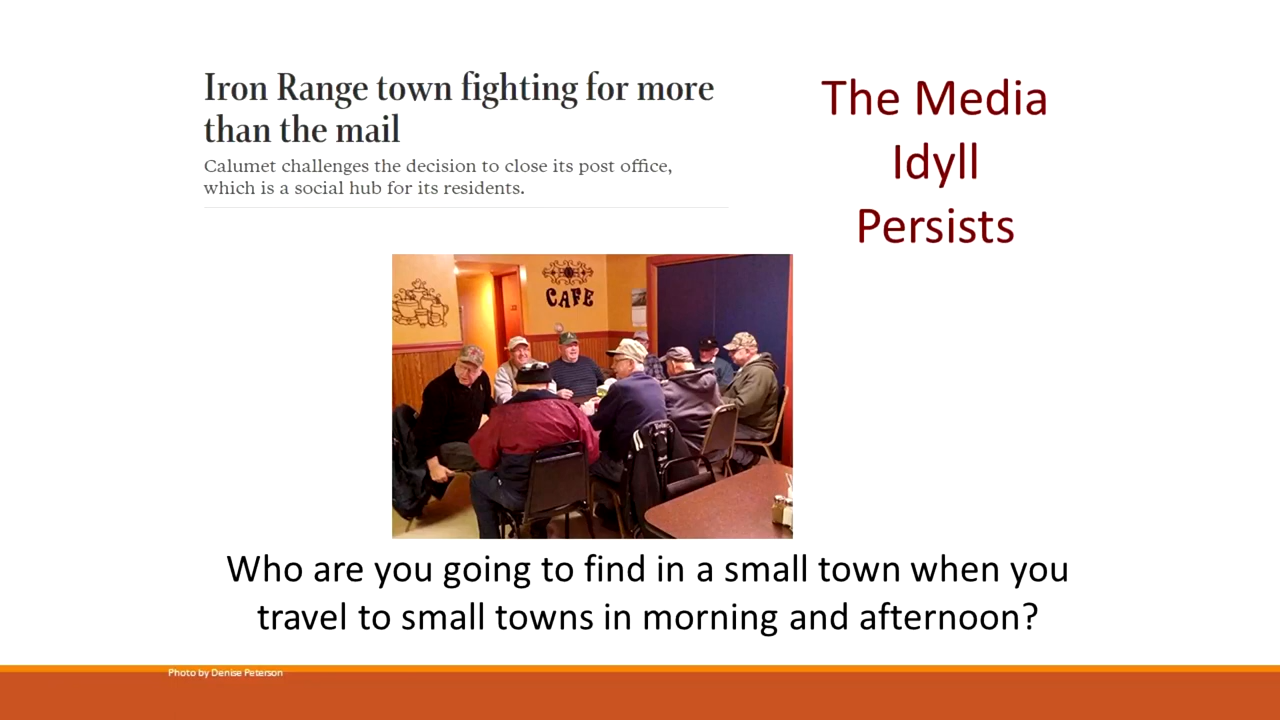 Iron Range town fighting for more
than the mail
Calumet challenges the decision to close its post office,
which is a social hub for its residents.
The Media
Idyll
Persists
CAFE
Who are you going to find in a small town when you
travel to small towns in morning and afternoon?
Photo by Denise Peterson